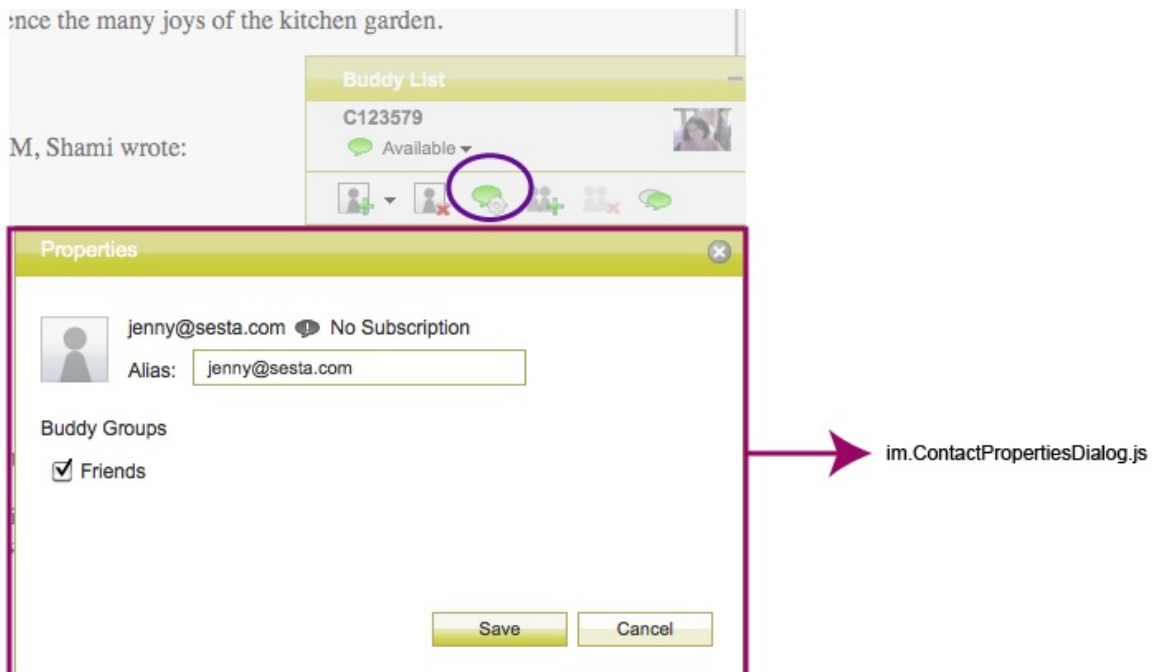 ence the many joys of the kitchen garden.
Buddy List
C123579
M, Shami wrote:
Available
Properties
jenny@sesta.com No Subscription
Alias: jenny@sesta.com
Buddy Groups
Friends
im.ContactPropertiesDialog.js
Save Cancel